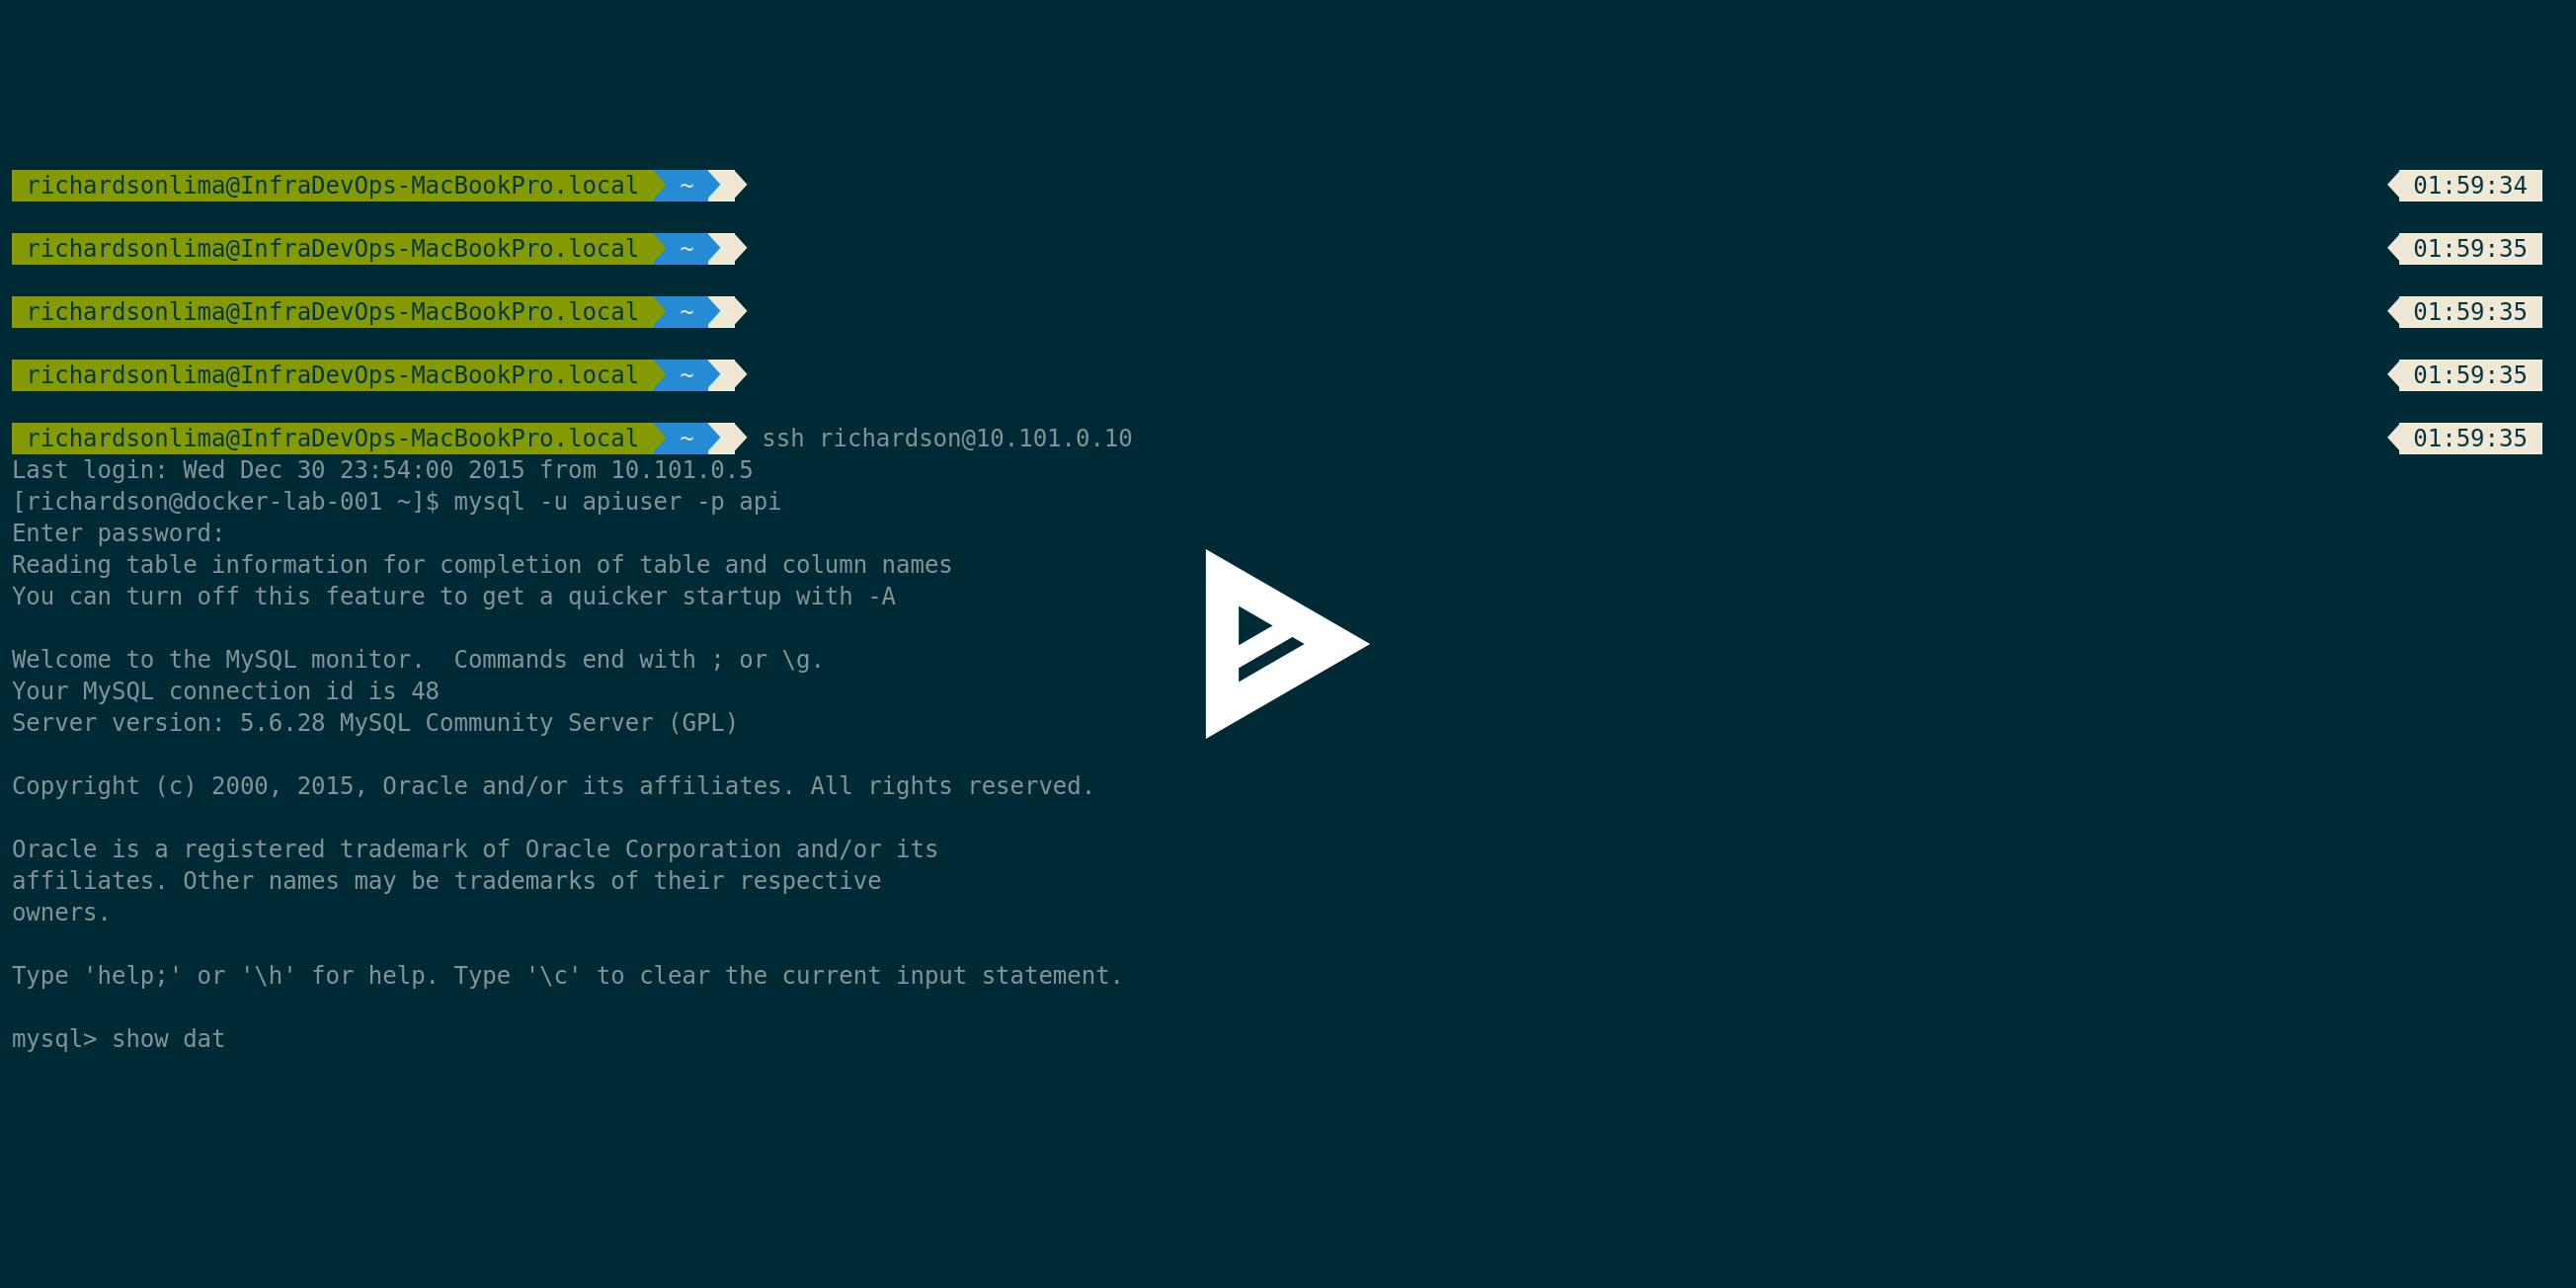 richardsonlima@InfraDevOps-MacBookPro.local ~ 01:59:34
richardsonlima@InfraDevOps-MacBookPro.local ~ 01:59:35
richardsonlima@InfraDevOps-MacBookPro.local ~ 01:59:35
richardsonlima@InfraDevOps-MacBookPro.local ~ 01:59:35
richardsonlima@InfraDevOps-MacBookPro.local ~ ssh richardson@10.101.0.10 01:59:35
Last login: Wed Dec 30 23:54:00 2015 from 10.101.0.5
[richardson@docker-lab-001 ~]$ mysql -u apiuser -p api
Enter password:
Reading table information for completion of table and column names
You can turn off this feature to get a quicker startup with -A
Welcome to the MySQL monitor.  Commands end with ; or \g.
Your MySQL connection id is 48
Server version: 5.6.28 MySQL Community Server (GPL)
Copyright (c) 2000, 2015, Oracle and/or its affiliates. All rights reserved.
Oracle is a registered trademark of Oracle Corporation and/or its
affiliates. Other names may be trademarks of their respective
owners.
Type 'help;' or '\h' for help. Type '\c' to clear the current input statement.
mysql> show dat